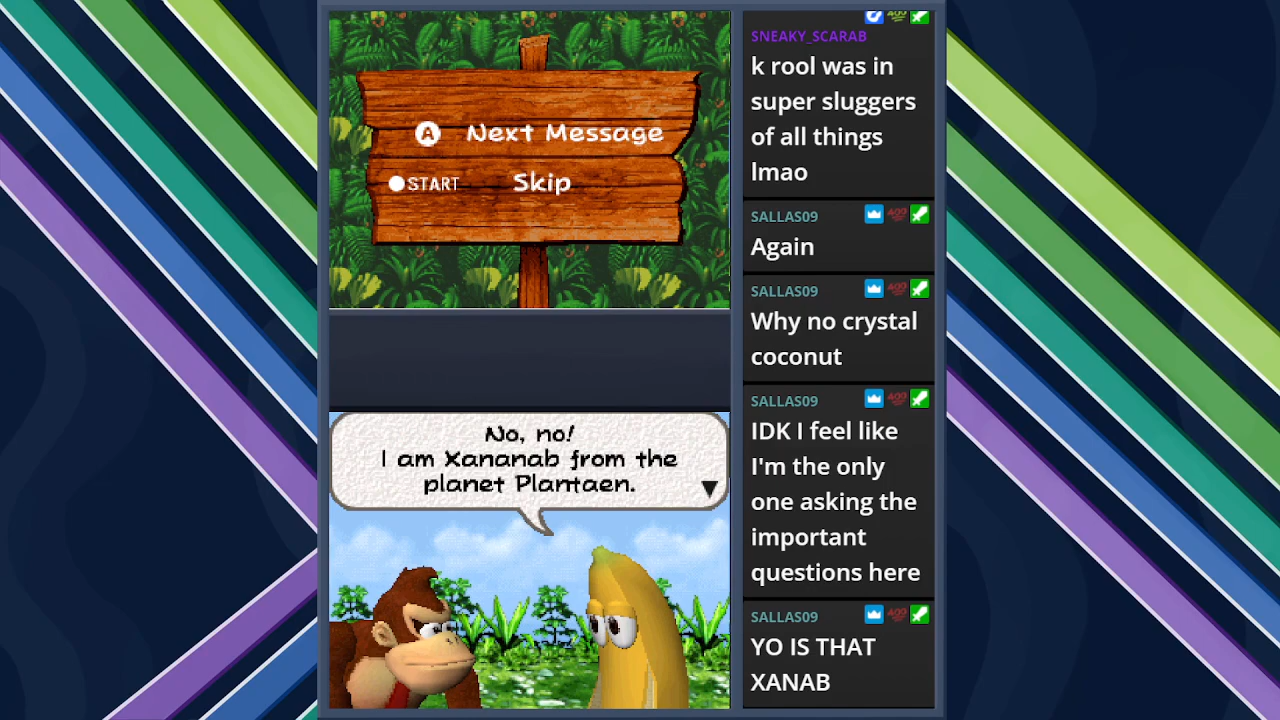 A Next Message
START Skip
No, no!
I am Xananab from the
planet Plantaen.
SNEAKY_SCARAB
k rool was in
super sluggers
of all things
lmao
SALLAS09
Again
SALLAS09
Why no crystal
coconut
SALLAS09
IDK I feel like
I'm the only
one asking the
important
questions here
SALLAS09
YO IS THAT
XANAB